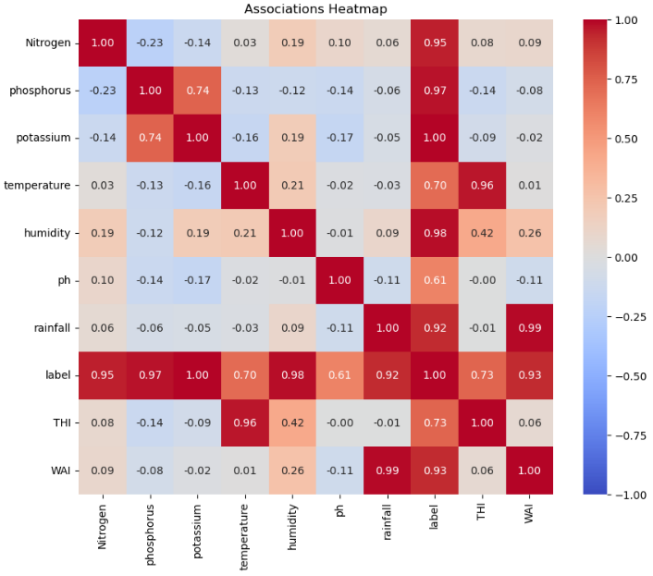 Associations Heatmap
Nitrogen 1.00 -0.23 -0.14 0.03 0.19 0.10 0.06 0.95 0.08 0.09
phosphorus -0.23 1.00 0.74 -0.13 -0.12 -0.14 -0.06 0.97 -0.14 -0.08
potassium -0.14 0.74 1.00 -0.16 0.19 -0.17 -0.05 1.00 -0.09 -0.02
temperature 0.03 -0.13 -0.16 1.00 0.21 -0.02 -0.03 0.70 0.96 0.01
humidity 0.19 -0.12 0.19 0.21 1.00 -0.01 0.09 0.98 0.42 0.26
ph 0.10 -0.14 -0.17 -0.02 -0.01 1.00 -0.11 0.61 -0.00 -0.11
rainfall 0.06 -0.06 -0.05 -0.03 0.09 -0.11 1.00 0.92 -0.01 0.99
label 0.95 0.97 1.00 0.70 0.98 0.61 0.92 1.00 0.73 0.93
THI 0.08 -0.14 -0.09 0.96 0.42 -0.00 -0.01 0.73 1.00 0.06
WAI 0.09 -0.08 -0.02 0.01 0.26 -0.11 0.99 0.93 0.06 1.00
Nitrogen phosphorus potassium temperature humidity ph rainfall label THI WAI
1.00
0.75
0.50
0.25
0.00
-0.25
-0.50
-0.75
-1.00